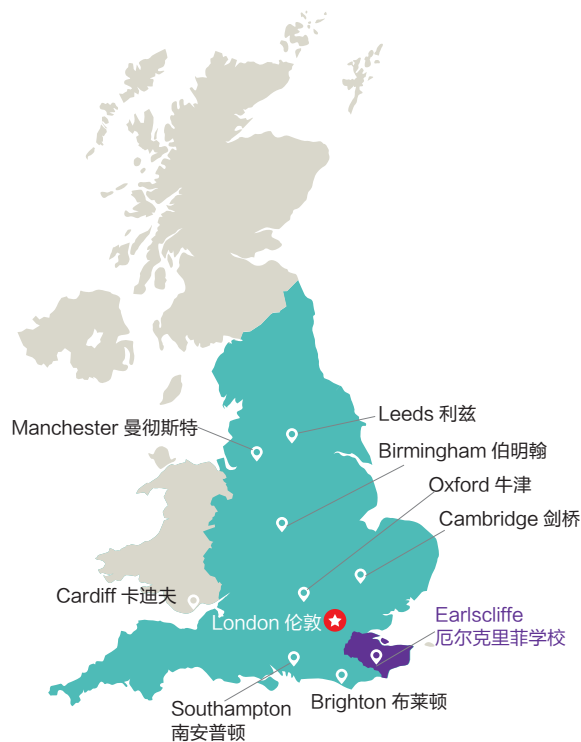 Leeds 利兹
Manchester 曼彻斯特
Birmingham 伯明翰
Oxford 牛津
Cambridge 剑桥
Cardiff 卡迪夫
London 伦敦
Earlscliffe
厄尔克里菲学校
Brighton 布莱顿
Southampton
南安普顿